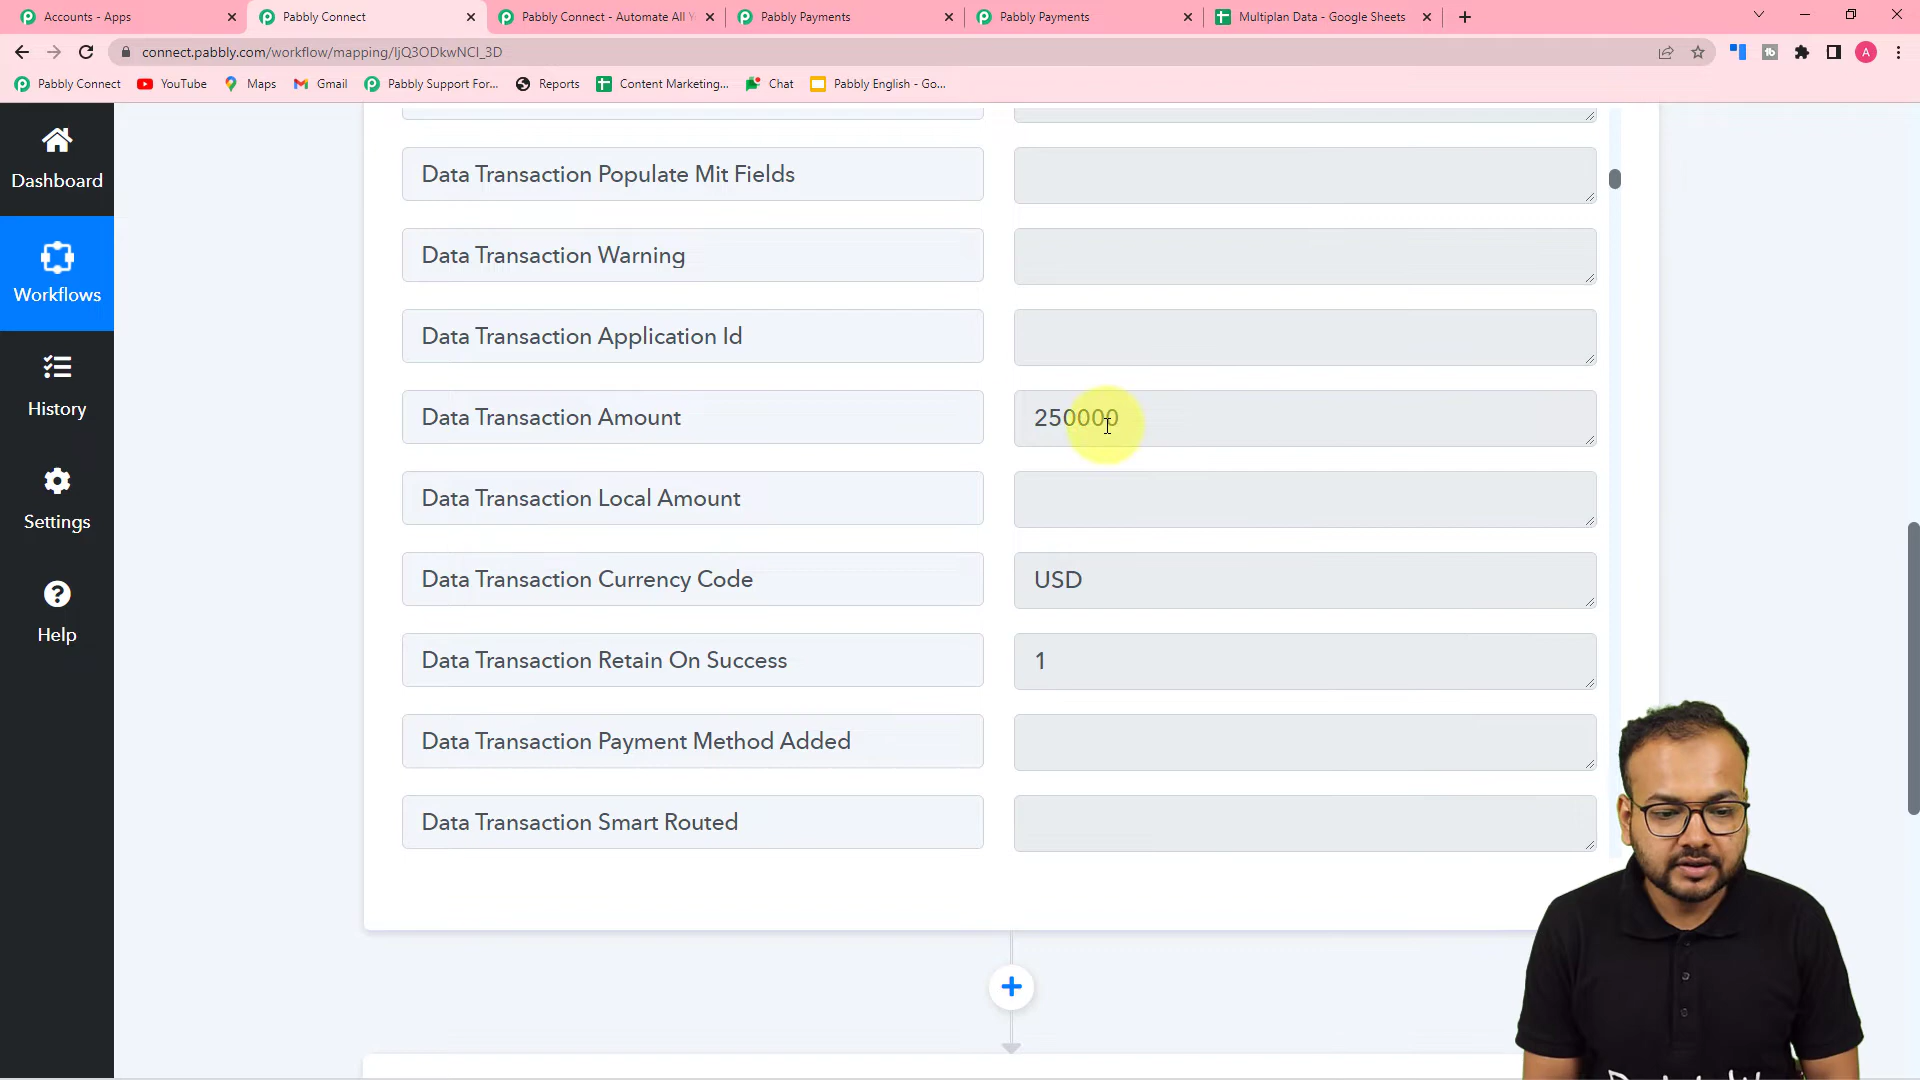 Accounts - Apps
Pabbly Connect
Pabbly Connect - Automate All Y
Pabbly Payments
Pabbly Payments
Multiplan Data - Google Sheets
connect.pabbly.com/workflow/mapping/IjQ3ODkwNCI_3D
Pabbly Connect
YouTube
Maps
Gmail
Pabbly Support For...
Reports
Content Marketing...
Chat
Pabbly English - Go...
A
Dashboard
Workflows
History
Settings
Help
Data Transaction Populate Mit Fields
Data Transaction Warning
Data Transaction Application Id
Data Transaction Amount
250000
Data Transaction Local Amount
Data Transaction Currency Code
USD
Data Transaction Retain On Success
1
Data Transaction Payment Method Added
Data Transaction Smart Routed